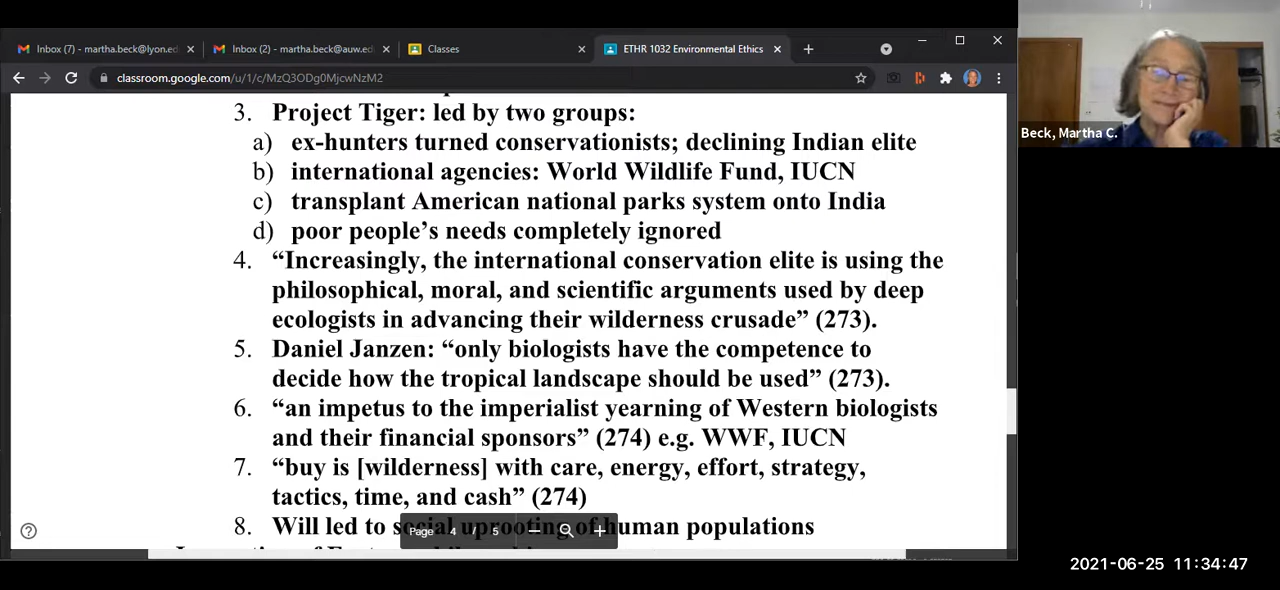 Inbox (7) - martha.beck@lyon.ed
Inbox (2) - martha.beck@auw.ed
Classes
ETHR 1032 Environmental Ethics
classroom.google.com/u/1/c/MzQ3ODg0MjcwNzM2
Beck, Martha C.
3. Project Tiger: led by two groups:
a) ex-hunters turned conservationists; declining Indian elite
b) international agencies: World Wildlife Fund, IUCN
c) transplant American national parks system onto India
d) poor people’s needs completely ignored
4. “Increasingly, the international conservation elite is using the
philosophical, moral, and scientific arguments used by deep
ecologists in advancing their wilderness crusade” (273).
5. Daniel Janzen: “only biologists have the competence to
decide how the tropical landscape should be used” (273).
6. “an impetus to the imperialist yearning of Western biologists
and their financial sponsors” (274) e.g. WWF, IUCN
7. “buy is [wilderness] with care, energy, effort, strategy,
tactics, time, and cash” (274)
8. Will led to social uprooting of human populations
Page 4 / 5
2021-06-25 11:34:47